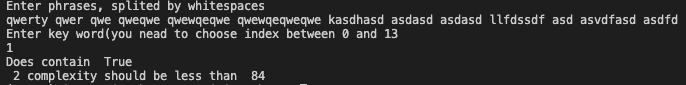 Enter phrases, splited by whitespaces
qwerty qwer qwe qweqwe qwewqeqwe qwewqeqweqwe kasdhasd asdasd asdasd llfdssdf asd asvdfasd asdfd
Enter key word(you nead to choose index between 0 and 13
1
Does contain  True
 2 complexity should be less than  84